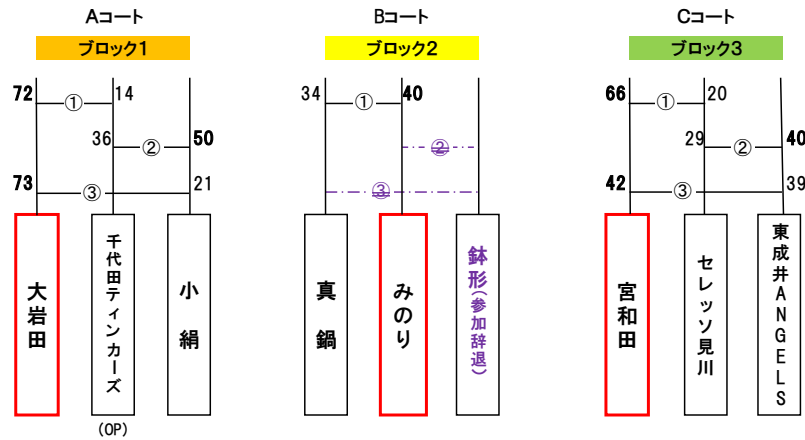 Aコート
Bコート
Cコート
ブロック1
ブロック2
ブロック3
72 ① 14
36 ② 50
73 ③ 21
34 ① 40
②
③
66 ① 20
29 ② 40
42 ③ 39
大岩田
千代田ティンカーズ
小絹
真鍋
みのり
鉢形(参加辞退)
宮和田
セレッソ見川
東成井ANGELS
(OP)